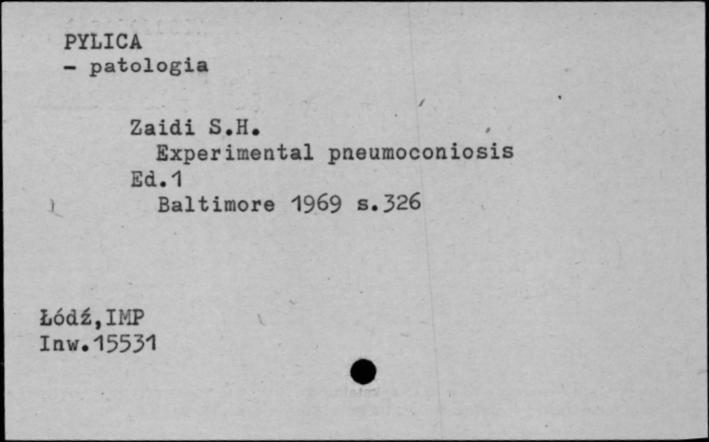 PYLICA
- patologia
Zaidi S.H.
Experimental pneumoconiosis
Ed.1
Baltimore 1969 s.326
Łódź,IMP
Inw.15531